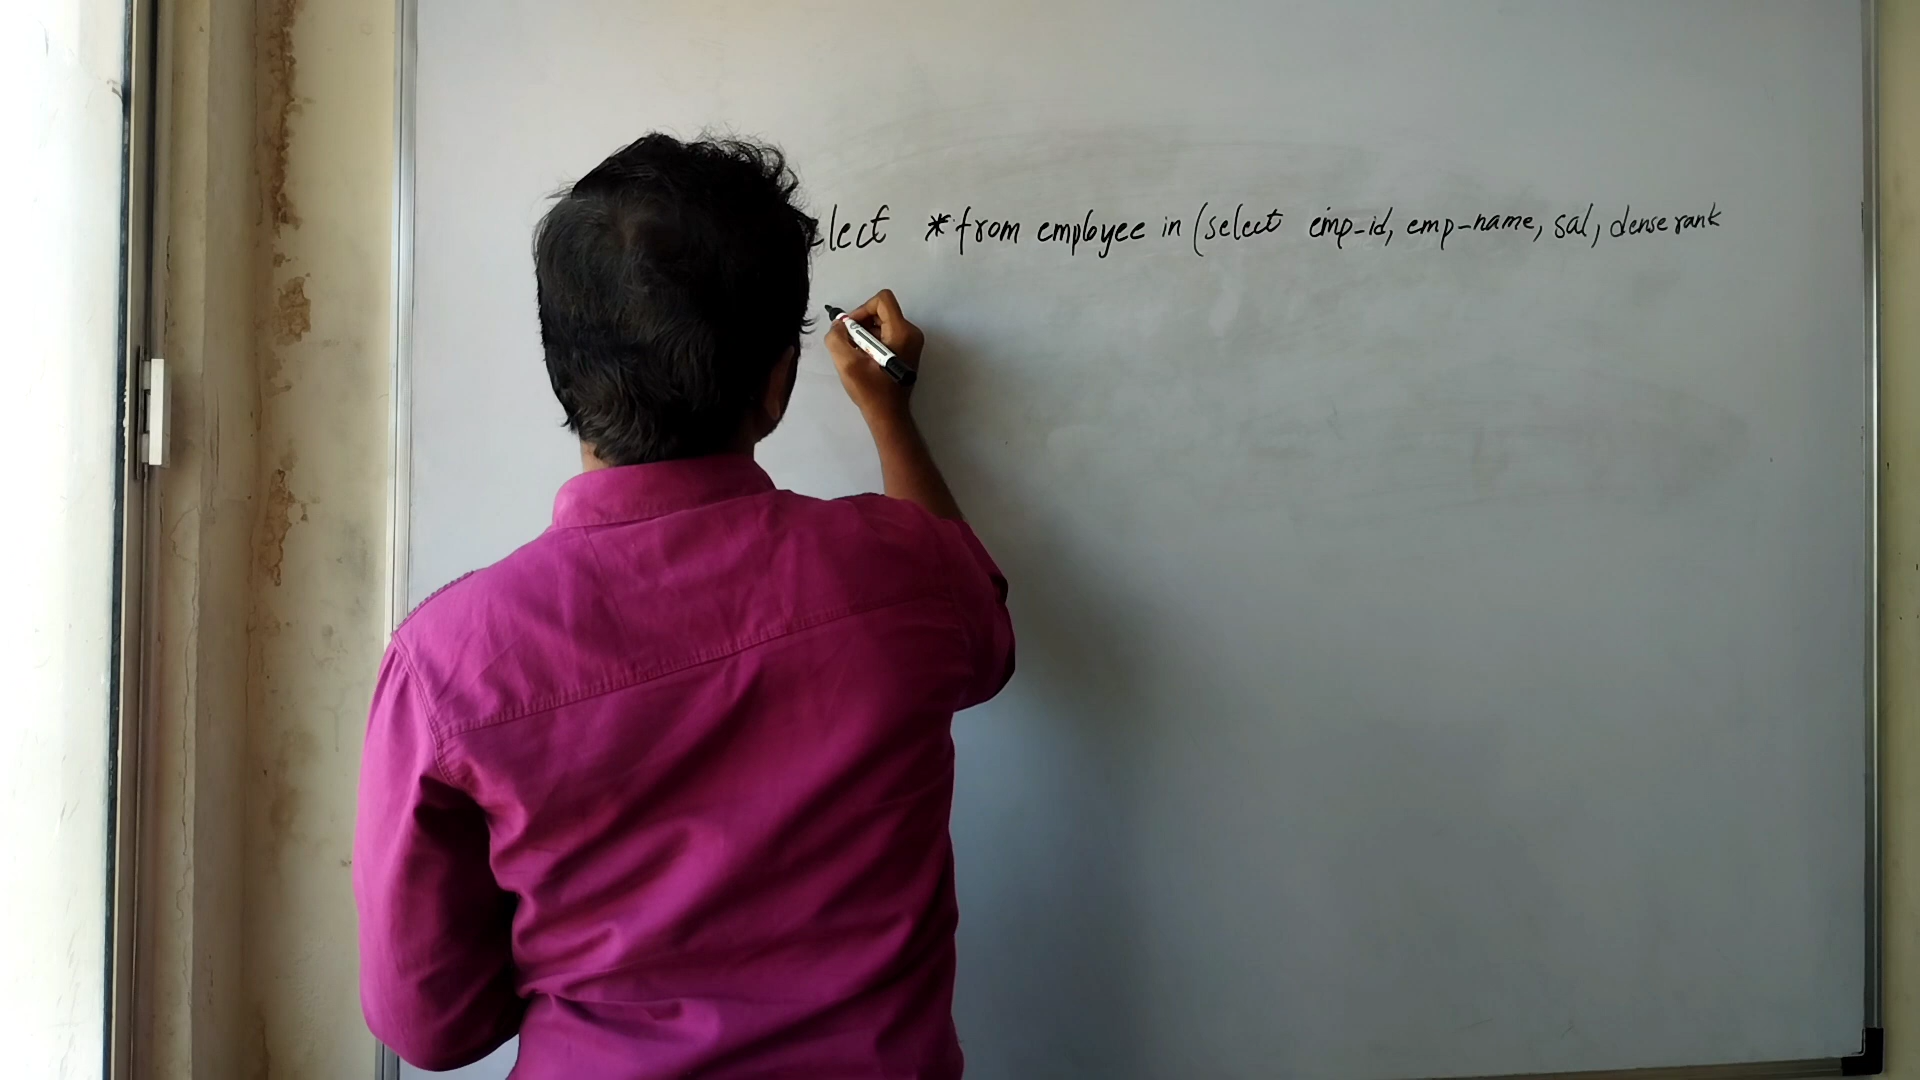 elect * from employee in (select emp-id, emp-name, sal, dense rank